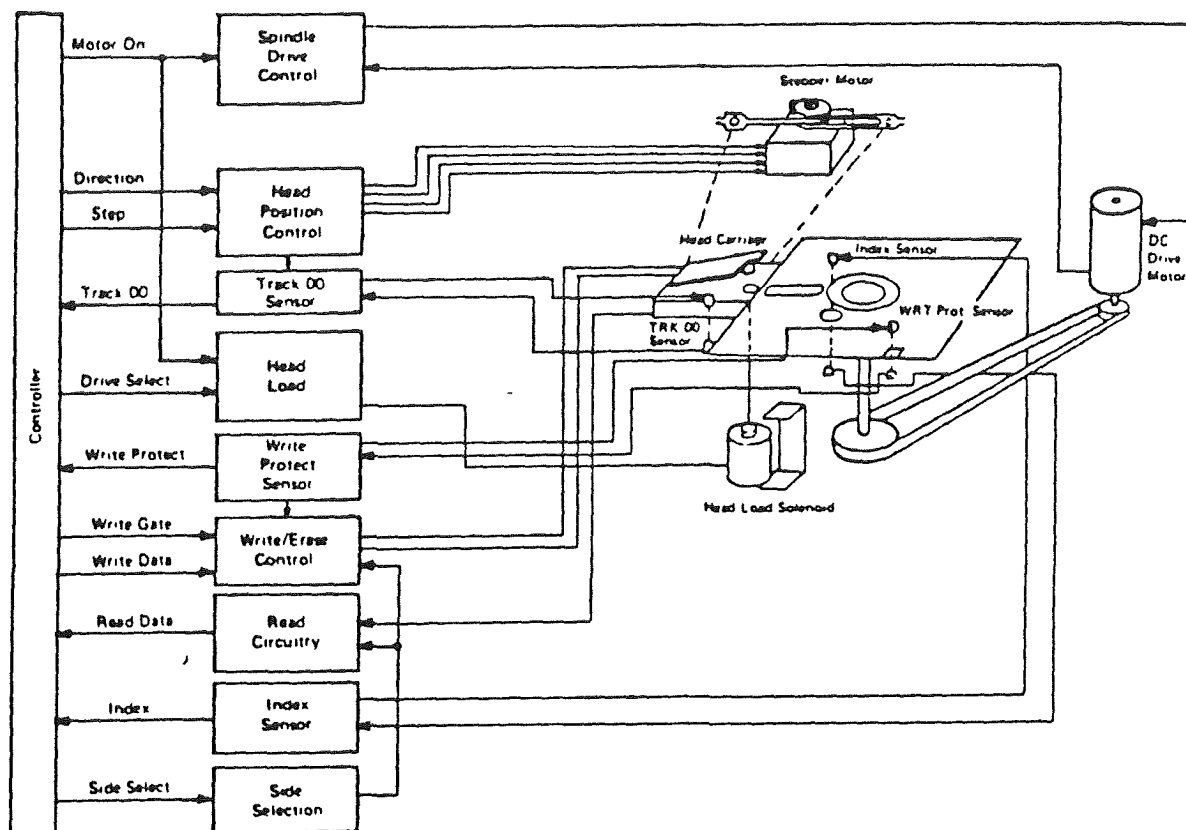 Motor On
Spindle
Drive
Control
Stepper Motor
Direction
Head
Position
Control
Step
DC
Drive
Motor
Head Carriage
Index Sensor
Track 00
Track 00
Sensor
TRK 00
Sensor
WRT Prot Sensor
Head
Load
Drive Select
Controller
Write Protect
Write
Protect
Sensor
Head Load Solenoid
Write Gate
Write/Erase
Control
Write Data
Read Data
Read
Circuitry
Index
Index
Sensor
Side Select
Side
Selection